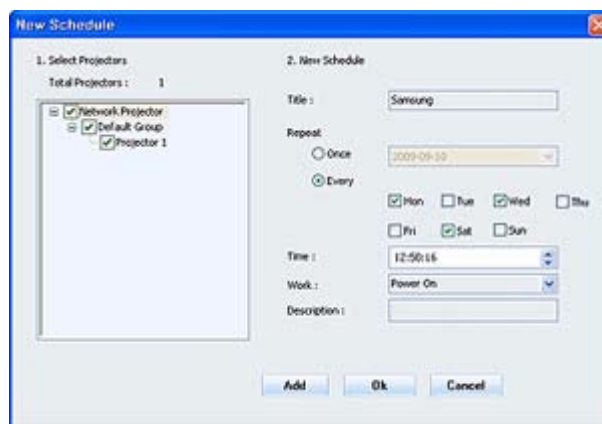 New Schedule
1. Select Projectors
Total Projectors : 1
Network Projector
Default Group
Projector 1
2. New Schedule
Title : Samsung
Repeat
Once 2009-09-10
Every
Mon Tue Wed Thu
Fri Sat Sun
Time : 12:50:16
Work : Power On
Description :
Add Ok Cancel